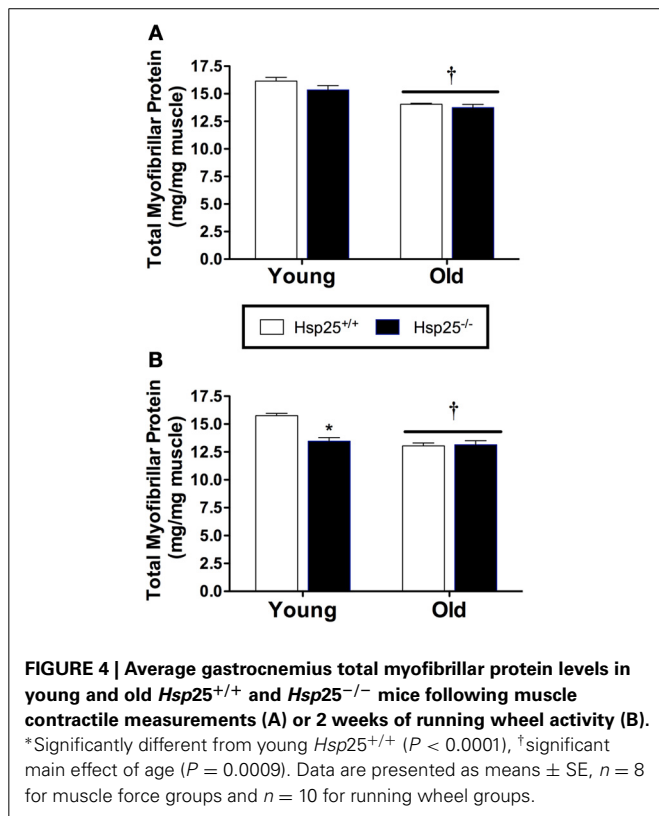 A
Total Myofibrillar Protein
(mg/mg muscle)
17.5
15.0
12.5
10.0
7.5
5.0
2.5
0.0
†
Young
Old
Hsp25+/+
Hsp25-/-
B
Total Myofibrillar Protein
(mg/mg muscle)
17.5
15.0
12.5
10.0
7.5
5.0
2.5
0.0
*
†
Young
Old
FIGURE 4 | Average gastrocnemius total myofibrillar protein levels in
young and old Hsp25+/+ and Hsp25−/− mice following muscle
contractile measurements (A) or 2 weeks of running wheel activity (B).
*Significantly different from young Hsp25+/+ (P < 0.0001), †significant
main effect of age (P = 0.0009). Data are presented as means ± SE, n = 8
for muscle force groups and n = 10 for running wheel groups.